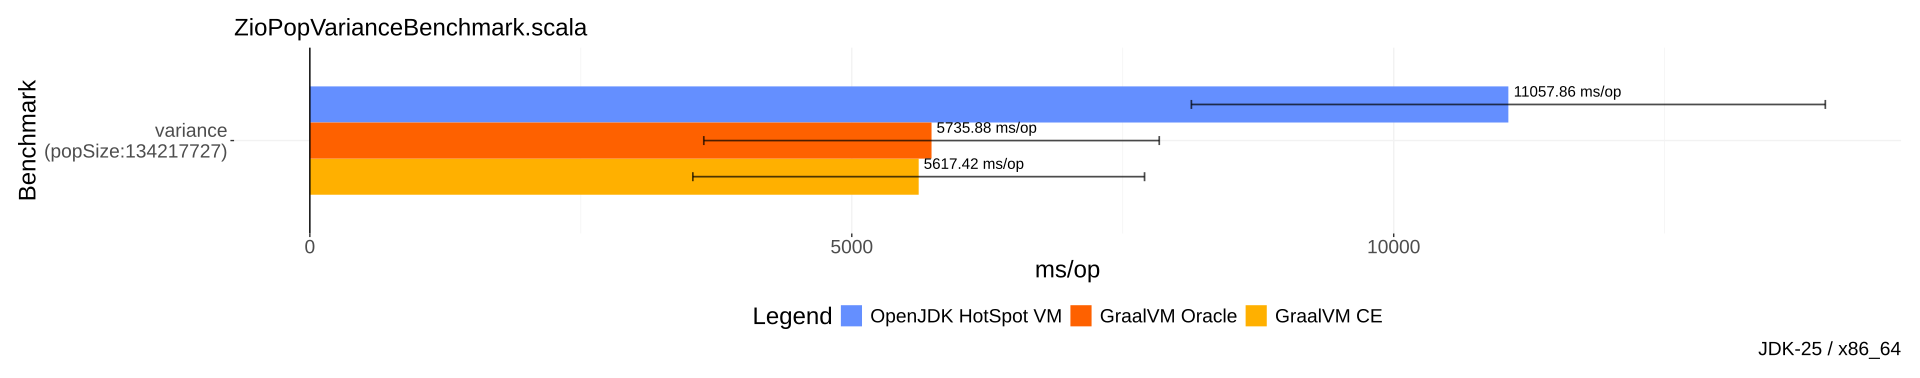 ZioPopVarianceBenchmark.scala
Benchmark
variance
(popSize:134217727)
11057.86 ms/op
5735.88 ms/op
5617.42 ms/op
0 5000 10000
ms/op
Legend OpenJDK HotSpot VM GraalVM Oracle GraalVM CE
JDK-25 / x86_64